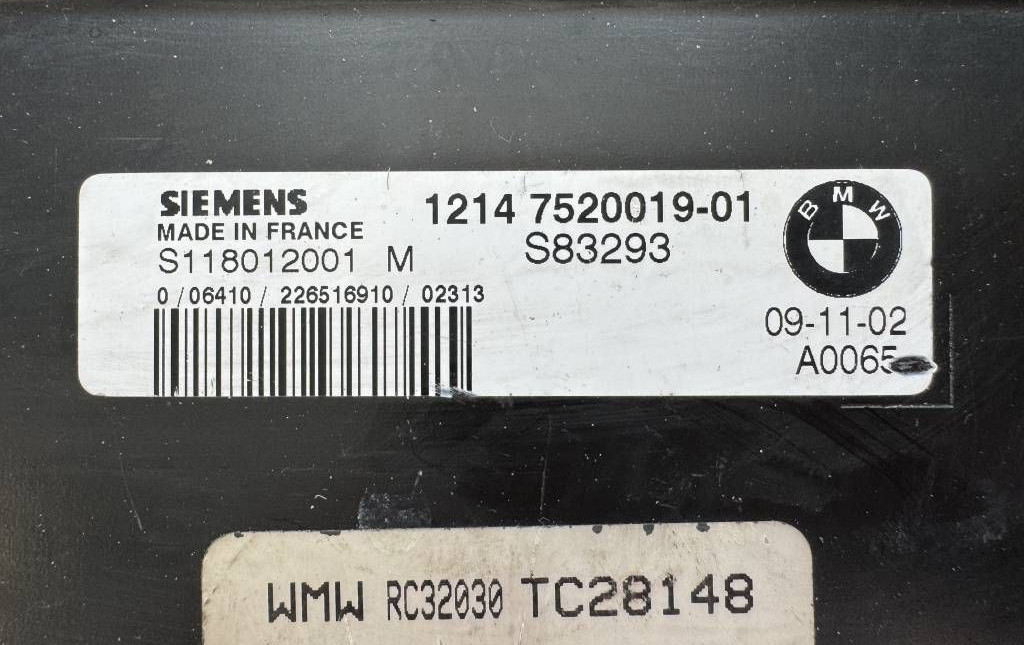 SIEMENS
MADE IN FRANCE
S118012001 M
0 / 06410 / 226516910 / 02313
1214 7520019-01
S83293
BMW
09-11-02
WMW RC32030 TC28148